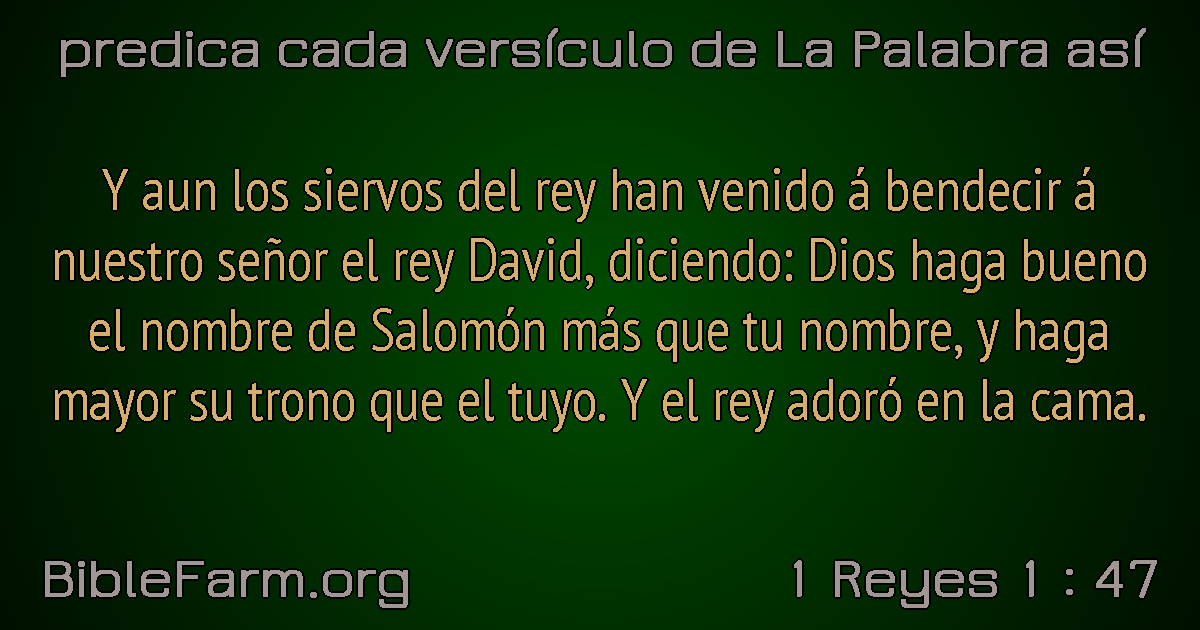 predica cada versículo de La Palabra así
Y aun los siervos del rey han venido á bendecir á
nuestro señor el rey David, diciendo: Dios haga bueno
el nombre de Salomón más que tu nombre, y haga
mayor su trono que el tuyo. Y el rey adoró en la cama.
BibleFarm.org
1 Reyes 1 : 47